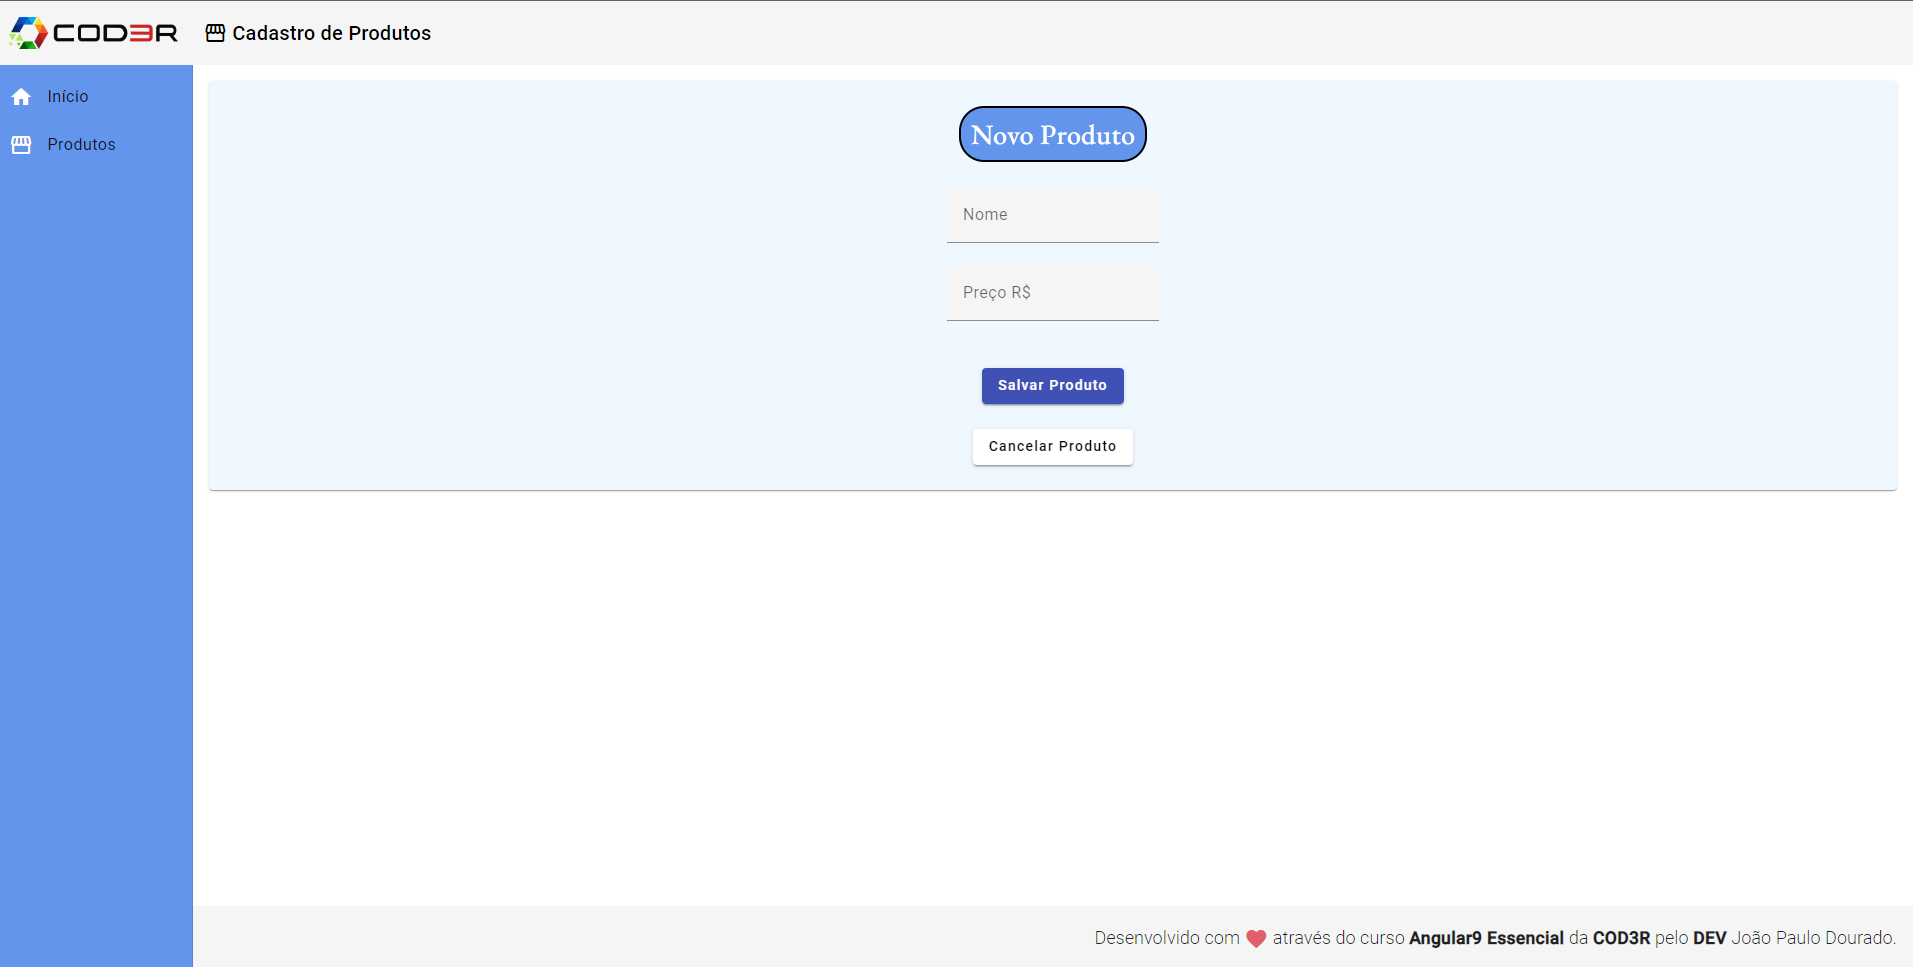 COD3R
Cadastro de Produtos
Início
Produtos
Novo Produto
Nome
Preço R$
Salvar Produto
Cancelar Produto
Desenvolvido com através do curso Angular9 Essencial da COD3R pelo DEV João Paulo Dourado.